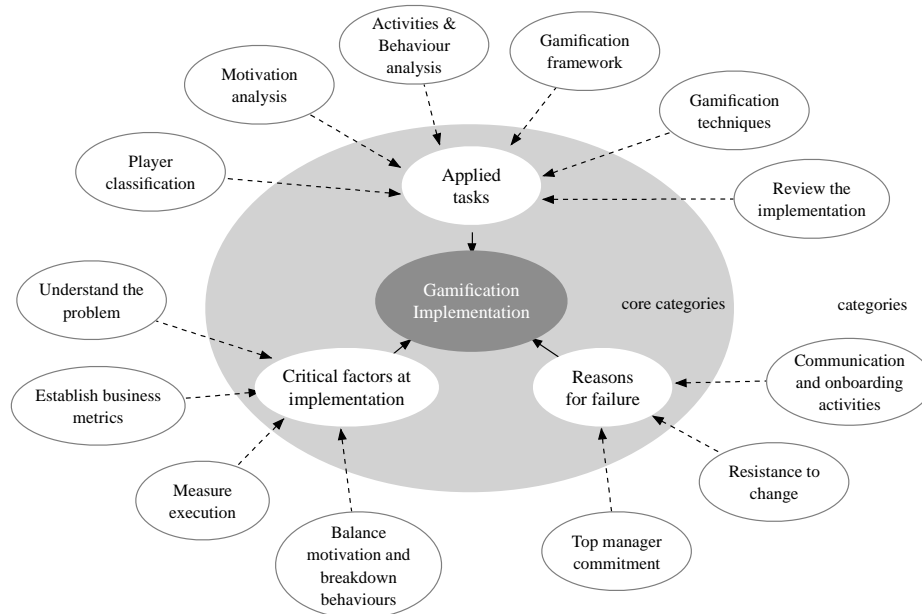 Activities &
Behaviour
analysis
Gamification
framework
Motivation
analysis
Gamification
techniques
Player
classification
Applied
tasks
Review the
implementation
Gamification
Implementation
core categories
categories
Understand the
problem
Critical factors at
implementation
Reasons
for failure
Communication
and onboarding
activities
Establish business
metrics
Measure
execution
Resistance to
change
Balance
motivation and
breakdown
behaviours
Top manager
commitment